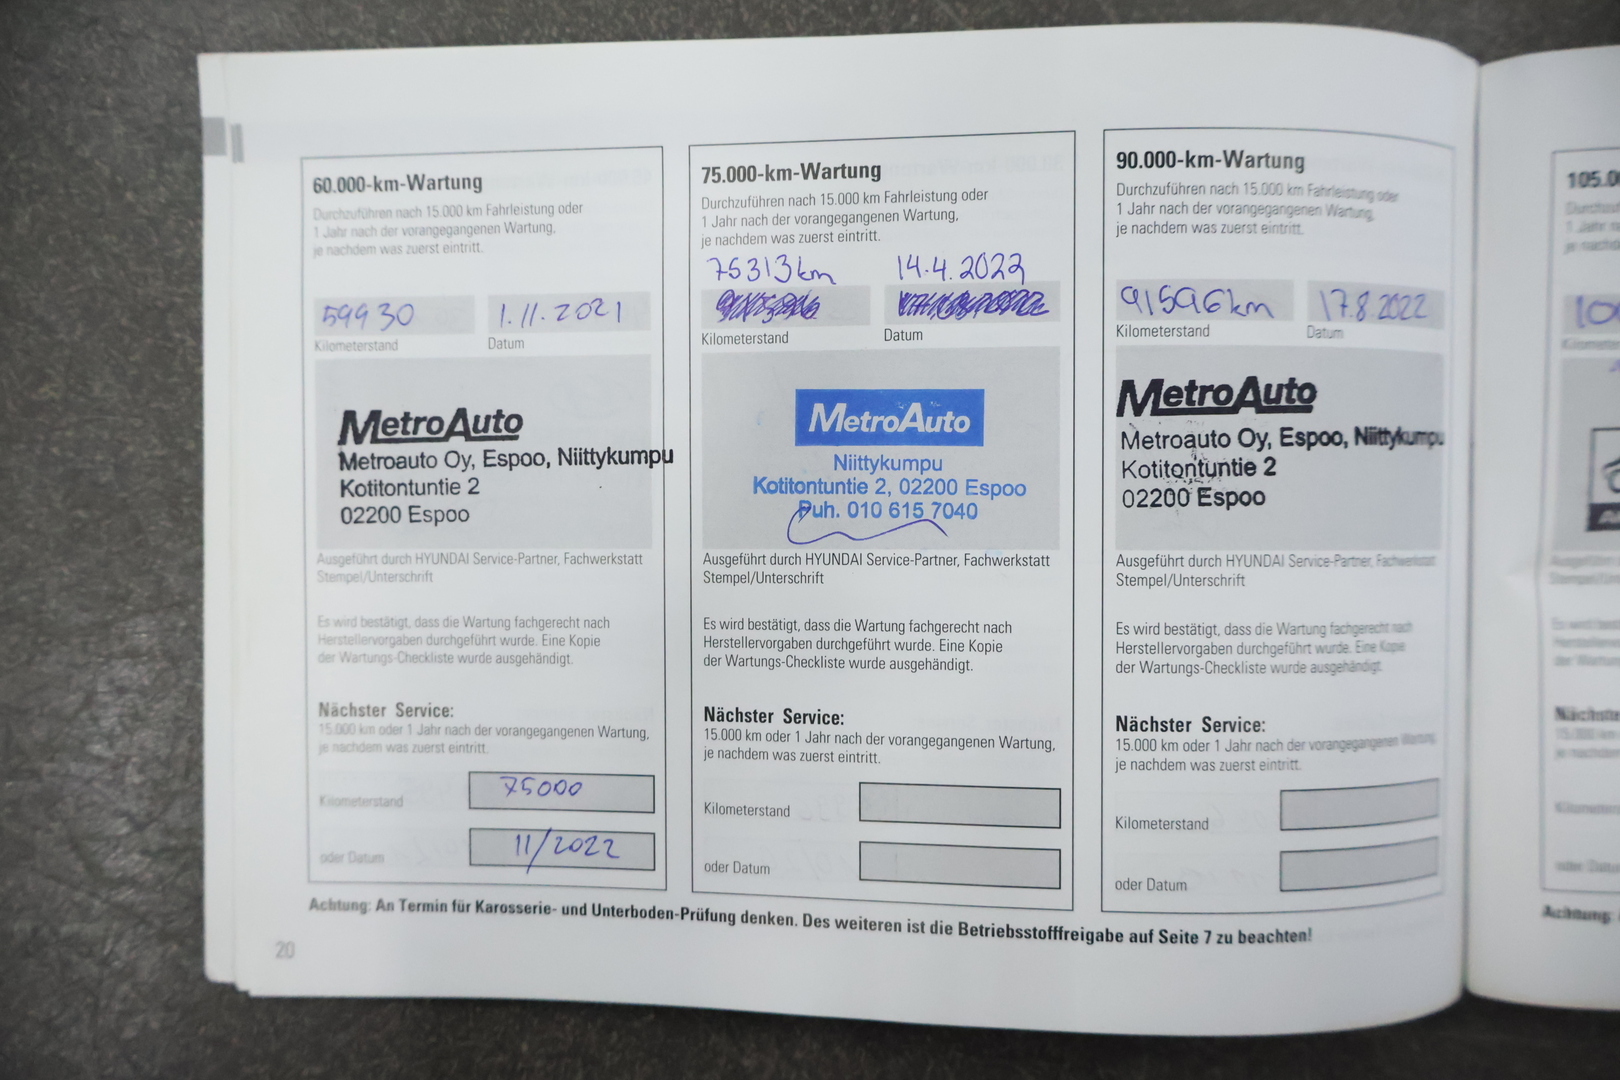 60.000-km-Wartung
Durchzuführen nach 15.000 km Fahrleistung oder
1 Jahr nach der vorangegangenen Wartung,
je nachdem was zuerst eintritt.
59930
1.11.2021
Kilometerstand
Datum
MetroAuto
Metroauto Oy, Espoo, Niittykumpu
Kotitontuntie 2
02200 Espoo
Ausgeführt durch HYUNDAI Service-Partner, Fachwerkstatt
Stempel/Unterschrift
Es wird bestätigt, dass die Wartung fachgerecht nach
Herstellervorgaben durchgeführt wurde. Eine Kopie
der Wartungs-Checkliste wurde ausgehändigt.
Nächster Service:
15.000 km oder 1 Jahr nach der vorangegangenen Wartung,
je nachdem was zuerst eintritt.
75000
Kilometerstand
11/2022
oder Datum
75.000-km-Wartung
Durchzuführen nach 15.000 km Fahrleistung oder
1 Jahr nach der vorangegangenen Wartung,
je nachdem was zuerst eintritt.
75313km
14.4.2022
Kilometerstand
Datum
MetroAuto
Niittykumpu
Kotitontuntie 2, 02200 Espoo
Puh. 010 615 7040
Ausgeführt durch HYUNDAI Service-Partner, Fachwerkstatt
Stempel/Unterschrift
Es wird bestätigt, dass die Wartung fachgerecht nach
Herstellervorgaben durchgeführt wurde. Eine Kopie
der Wartungs-Checkliste wurde ausgehändigt.
Nächster Service:
15.000 km oder 1 Jahr nach der vorangegangenen Wartung,
je nachdem was zuerst eintritt.
Kilometerstand
oder Datum
90.000-km-Wartung
Durchzuführen nach 15.000 km Fahrleistung oder
1 Jahr nach der vorangegangenen Wartung,
je nachdem was zuerst eintritt.
91596km
17.8.2022
Kilometerstand
Datum
MetroAuto
Metroauto Oy, Espoo, Niittykumpu
Kotitontuntie 2
02200 Espoo
Ausgeführt durch HYUNDAI Service-Partner, Fachwerkstatt
Stempel/Unterschrift
Es wird bestätigt, dass die Wartung fachgerecht nach
Herstellervorgaben durchgeführt wurde. Eine Kopie
der Wartungs-Checkliste wurde ausgehändigt.
Nächster Service:
15.000 km oder 1 Jahr nach der vorangegangenen Wartung,
je nachdem was zuerst eintritt.
Kilometerstand
oder Datum
Achtung: An Termin für Karosserie- und Unterboden-Prüfung denken. Des weiteren ist die Betriebsstofffreigabe auf Seite 7 zu beachten!
20
105.0
Achtung: